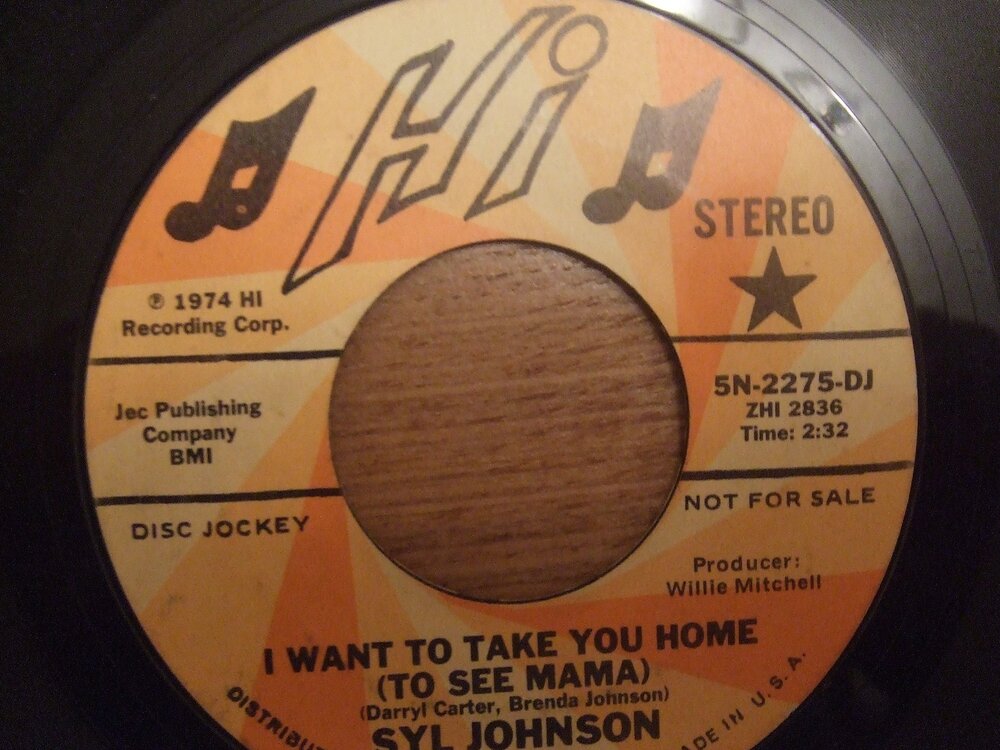 Hi
STEREO
℗ 1974 HI
Recording Corp.
Jec Publishing
Company
BMI
5N-2275-DJ
ZHI 2836
Time: 2:32
DISC JOCKEY
NOT FOR SALE
Producer:
Willie Mitchell
I WANT TO TAKE YOU HOME
(TO SEE MAMA)
(Darryl Carter, Brenda Johnson)
SYL JOHNSON
IN U.S.A.